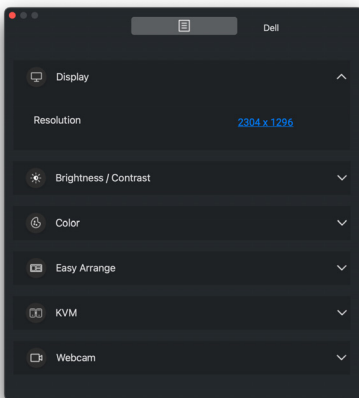 Dell
Display
Resolution 2304 x 1296
Brightness / Contrast
Color
Easy Arrange
KVM
Webcam